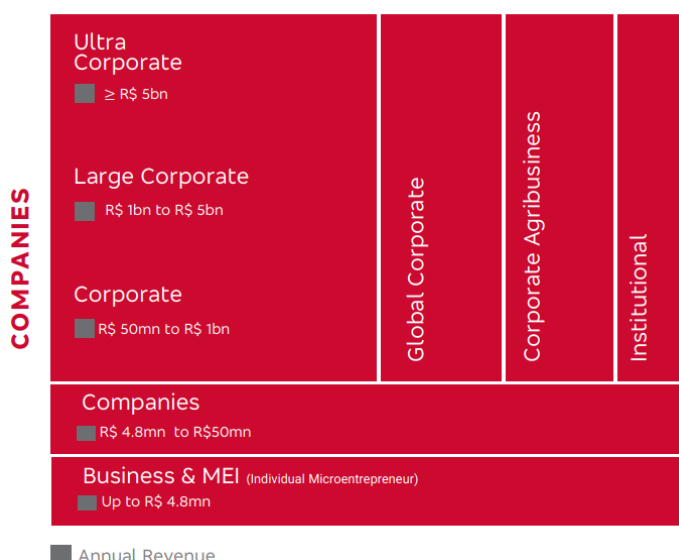 COMPANIES
Ultra
Corporate
≥ R$ 5bn
Large Corporate
R$ 1bn to R$ 5bn
Corporate
R$ 50mn to R$ 1bn
Global Corporate
Corporate Agribusiness
Institutional
Companies
R$ 4.8mn to R$50mn
Business & MEI (Individual Microentrepreneur)
Up to R$ 4.8mn
Annual Revenue